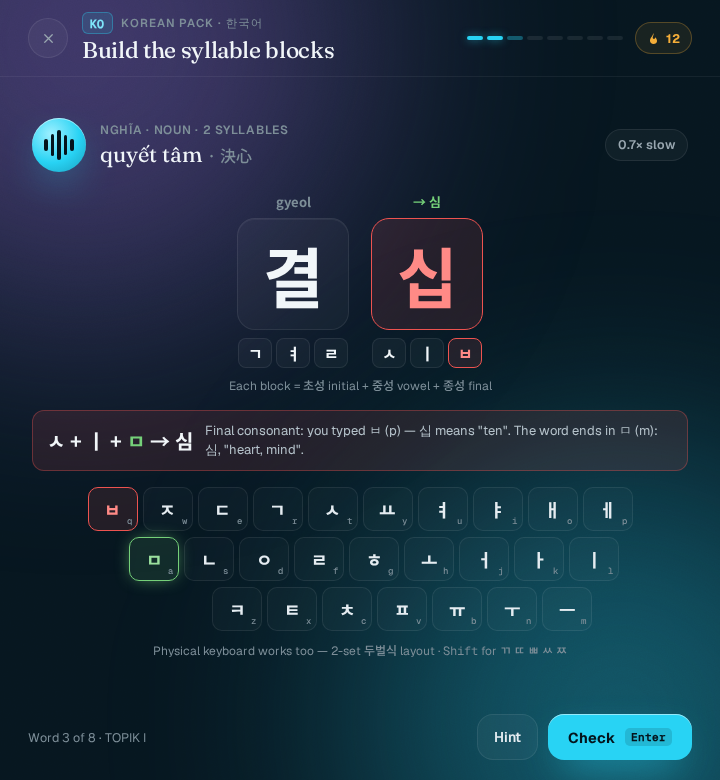 KO KOREAN PACK · 한국어
Build the syllable blocks
12
NGHĨA · NOUN · 2 SYLLABLES
quyết tâm · 決心
0.7× slow
gyeol → 심
결 십
ㄱ ㅕ ㄹ ㅅ ㅣ ㅂ
Each block = 초성 initial + 중성 vowel + 종성 final
ㅅ + ㅣ + ㅁ → 심
Final consonant: you typed ㅂ (p) — 십 means "ten". The word ends in ㅁ (m):
심, "heart, mind".
ㅂ q ㅈ w ㄷ e ㄱ r ㅅ t ㅛ y ㅕ u ㅑ i ㅐ o ㅔ p
ㅁ a ㄴ s ㅇ d ㄹ f ㅎ g ㅗ h ㅓ j ㅏ k ㅣ l
ㅋ z ㅌ x ㅊ c ㅍ v ㅠ b ㅜ n ㅡ m
Physical keyboard works too — 2-set 두벌식 layout · Shift for ㄲ ㄸ ㅃ ㅆ ㅉ
Word 3 of 8 · TOPIK I
Hint
Check Enter